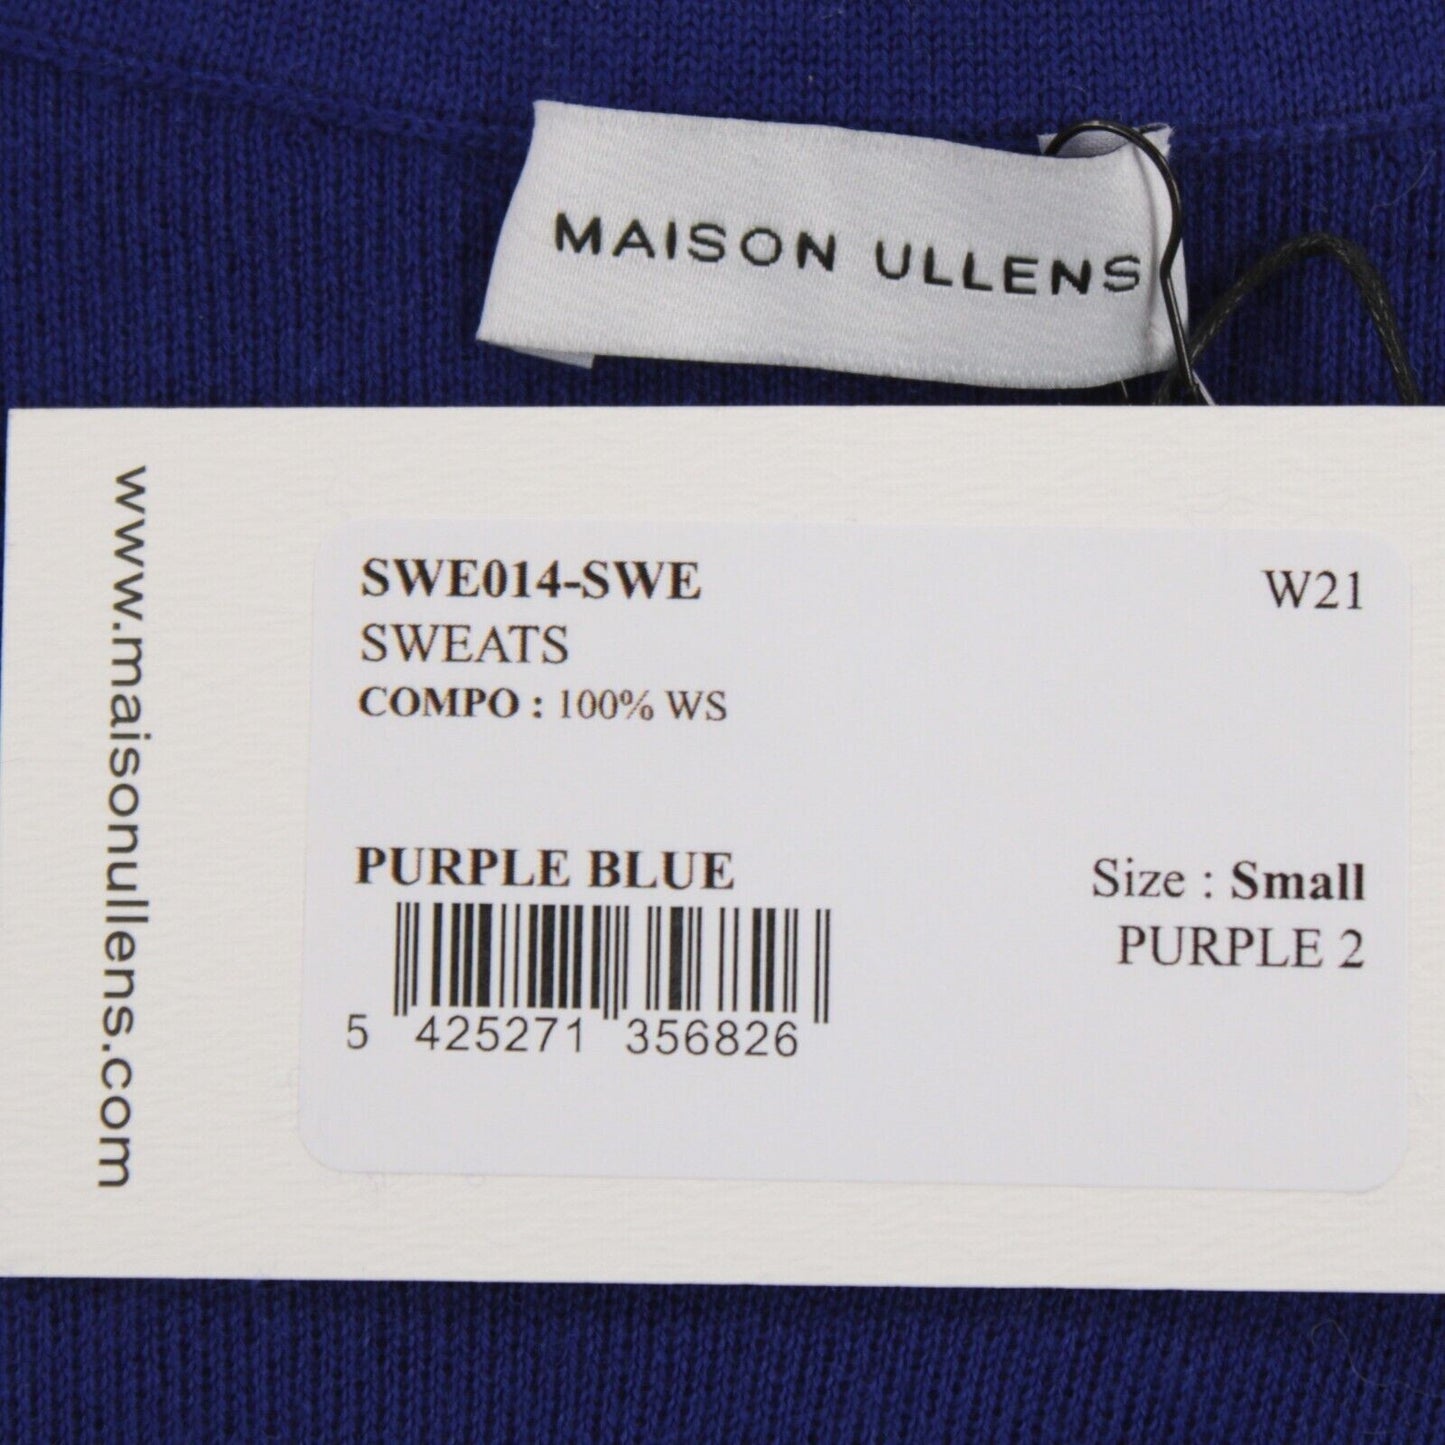 MAISON ULLENS
www.maisonullens.com
SWE014-SWE
W21
SWEATS
COMPO : 100% WS
PURPLE BLUE
Size : Small
PURPLE 2
5 425271 356826